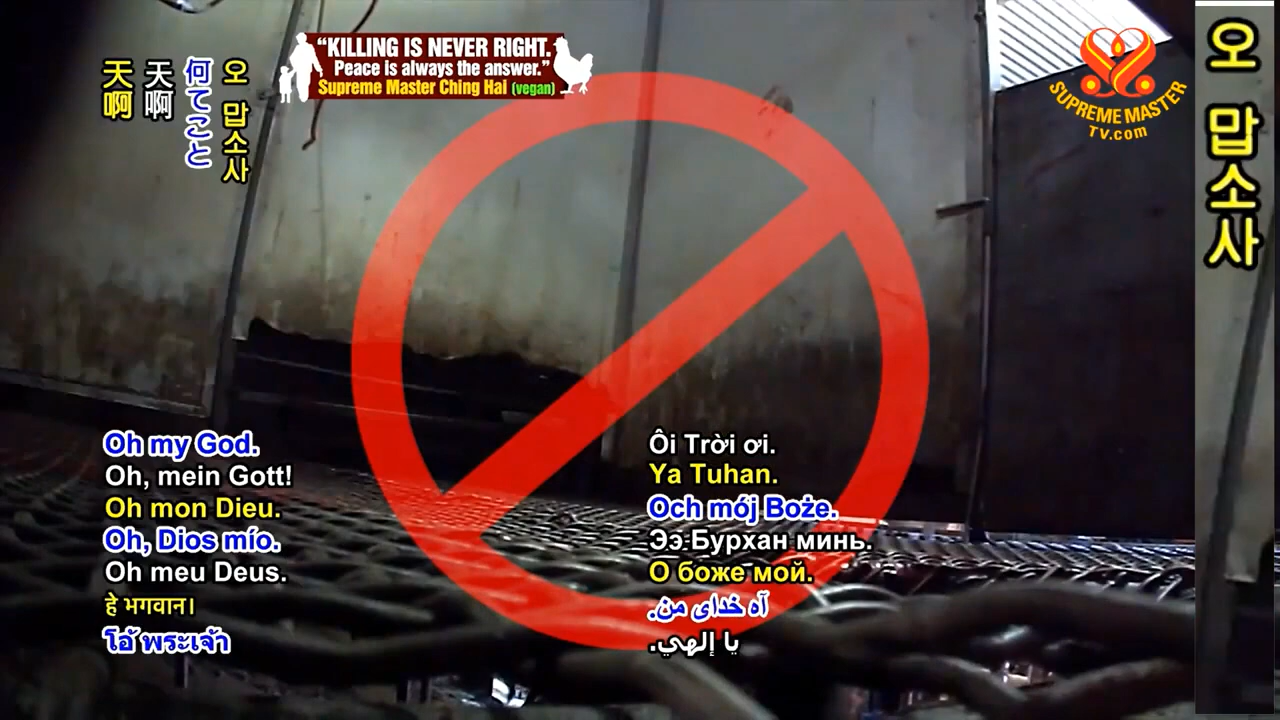 天啊
天啊
何てこと
오 맙소사
"KILLING IS NEVER RIGHT.
Peace is always the answer."
Supreme Master Ching Hai (vegan)
SUPREME MASTER
TV.com
오 맙소사
Oh my God.
Oh, mein Gott!
Oh mon Dieu.
Oh, Dios mío.
Oh meu Deus.
हे भगवान।
โอ้ พระเจ้า
Ôi Trời ơi.
Ya Tuhan.
Och mój Boże.
Ээ Бурхан минь.
О боже мой.
آه خدای من.
يا إلهي.